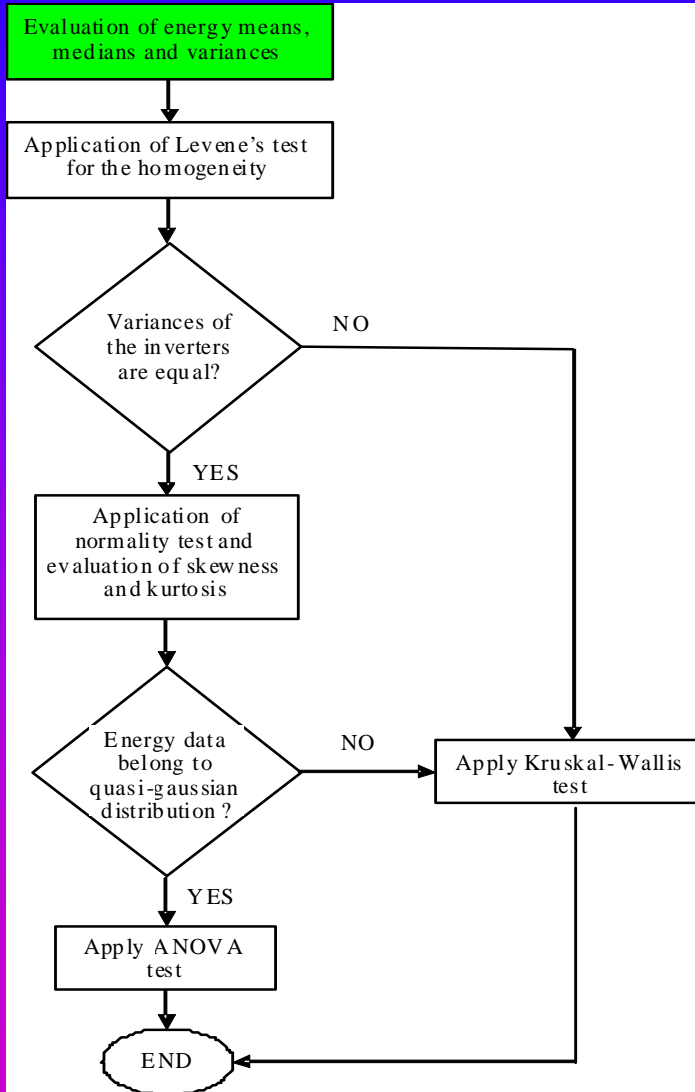 Evaluation of energy means,
medians and variances
Application of Levene's test
for the homogeneity
Variances of
the inverters
are equal?
NO
YES
Application of
normality test and
evaluation of skewness
and kurtosis
Energy data
belong to
quasi-gaussian
distribution ?
NO
Apply Kruskal-Wallis
test
YES
Apply ANOVA
test
END